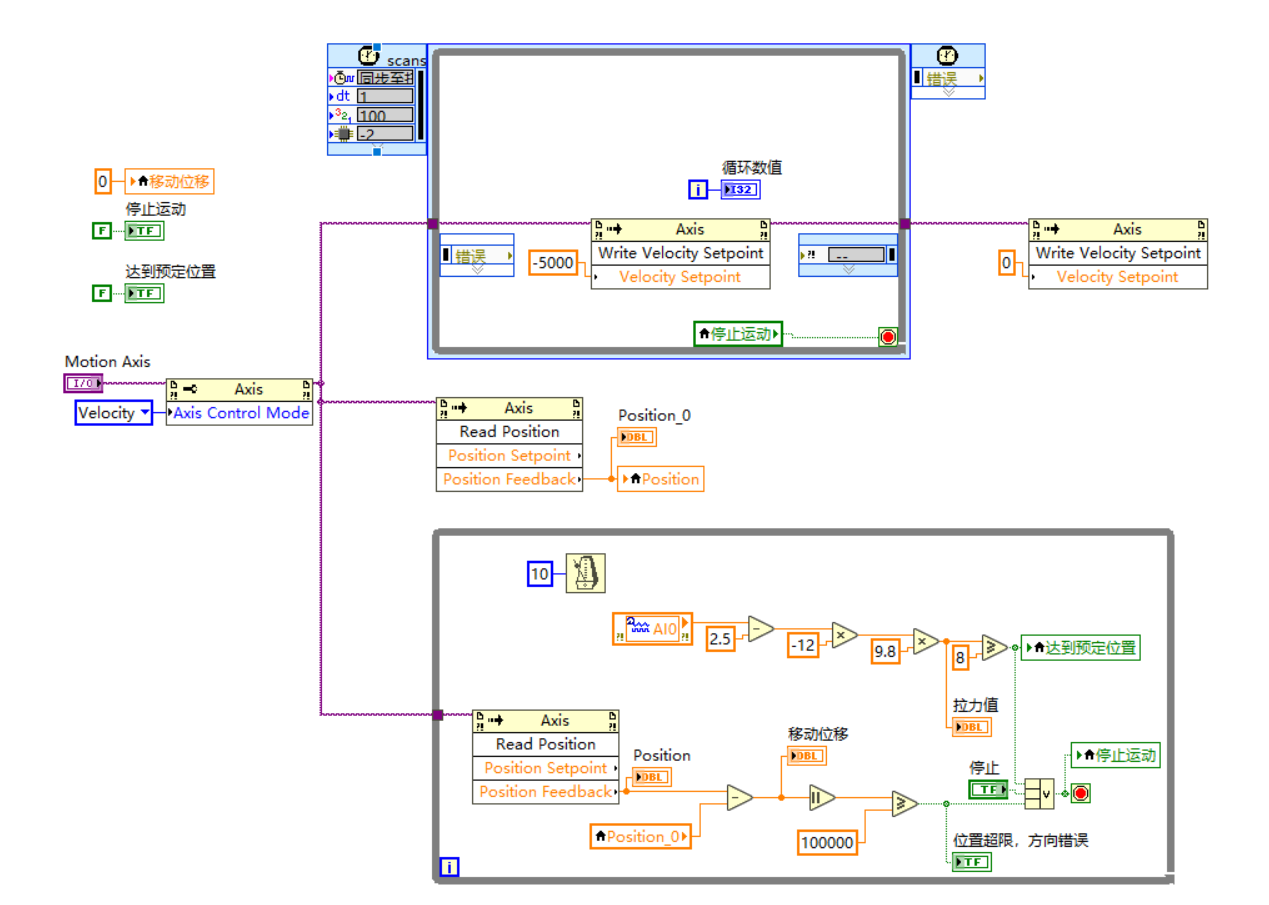 scans
同步至扫
dt 1
321 100
-2
错误
0 移动位移
停止运动
F TF
达到预定位置
F TF
循环数值
i I32
Axis
Write Velocity Setpoint
Velocity Setpoint
错误
-5000
?! --
停止运动
Axis
Write Velocity Setpoint
0 Velocity Setpoint
Motion Axis
I/O
Axis
Velocity Axis Control Mode
Axis
Read Position
Position Setpoint
Position Feedback
Position_0
DBL
Position
10
AI0
2.5
-
-12
×
9.8
×
8
≥
达到预定位置
拉力值
DBL
Axis
Read Position
Position Setpoint
Position Feedback
Position
DBL
移动位移
DBL
-
Position_0
100000
≥
停止
TF
V
停止运动
位置超限，方向错误
TF
i